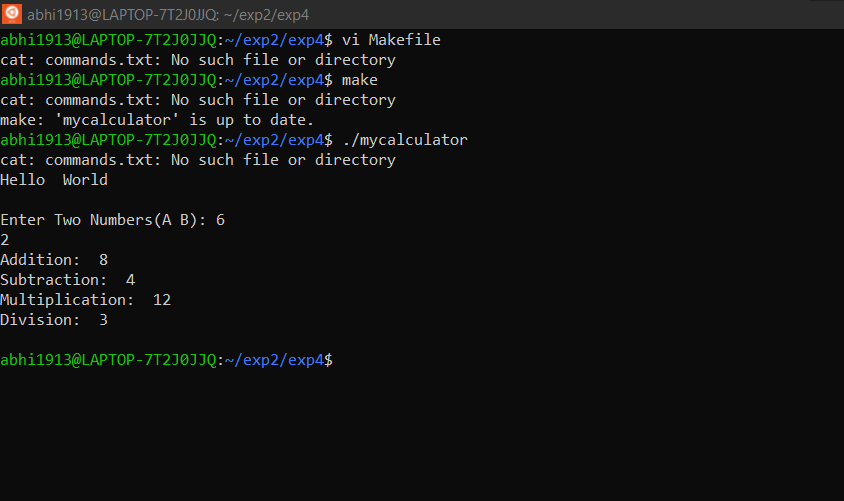 abhi1913@LAPTOP-7T2J0JJQ: ~/exp2/exp4
abhi1913@LAPTOP-7T2J0JJQ:~/exp2/exp4$ vi Makefile
cat: commands.txt: No such file or directory
abhi1913@LAPTOP-7T2J0JJQ:~/exp2/exp4$ make
cat: commands.txt: No such file or directory
make: 'mycalculator' is up to date.
abhi1913@LAPTOP-7T2J0JJQ:~/exp2/exp4$ ./mycalculator
cat: commands.txt: No such file or directory
Hello  World
Enter Two Numbers(A B): 6
2
Addition:  8
Subtraction:  4
Multiplication:  12
Division:  3
abhi1913@LAPTOP-7T2J0JJQ:~/exp2/exp4$